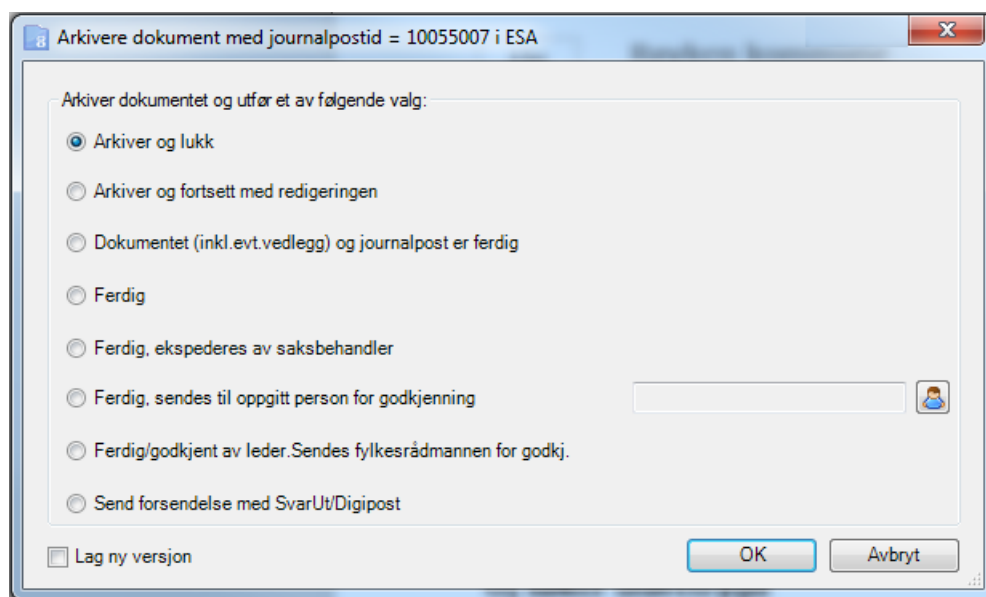 Arkivere dokument med journalpostid = 10055007 i ESA
Arkiver dokumentet og utfør et av følgende valg:
Arkiver og lukk
Arkiver og fortsett med redigeringen
Dokumentet (inkl.evt.vedlegg) og journalpost er ferdig
Ferdig
Ferdig, ekspederes av saksbehandler
Ferdig, sendes til oppgitt person for godkjenning
Ferdig/godkjent av leder.Sendes fylkesrådmannen for godkj.
Send forsendelse med SvarUt/Digipost
Lag ny versjon
OK
Avbryt